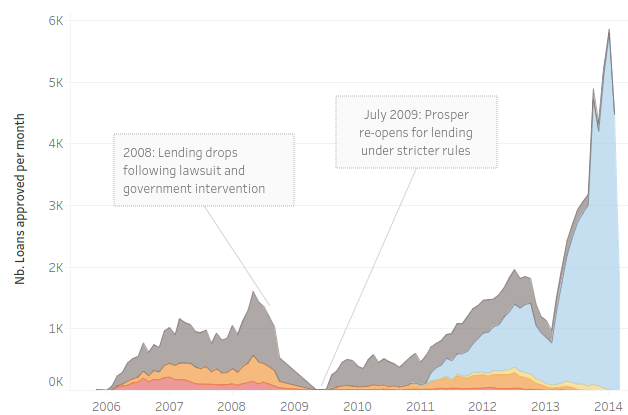 6K
5K
4K
3K
2K
1K
0K
Nb. Loans approved per month
2008: Lending drops
following lawsuit and
government intervention
July 2009: Prosper
re-opens for lending
under stricter rules
2006 2007 2008 2009 2010 2011 2012 2013 2014